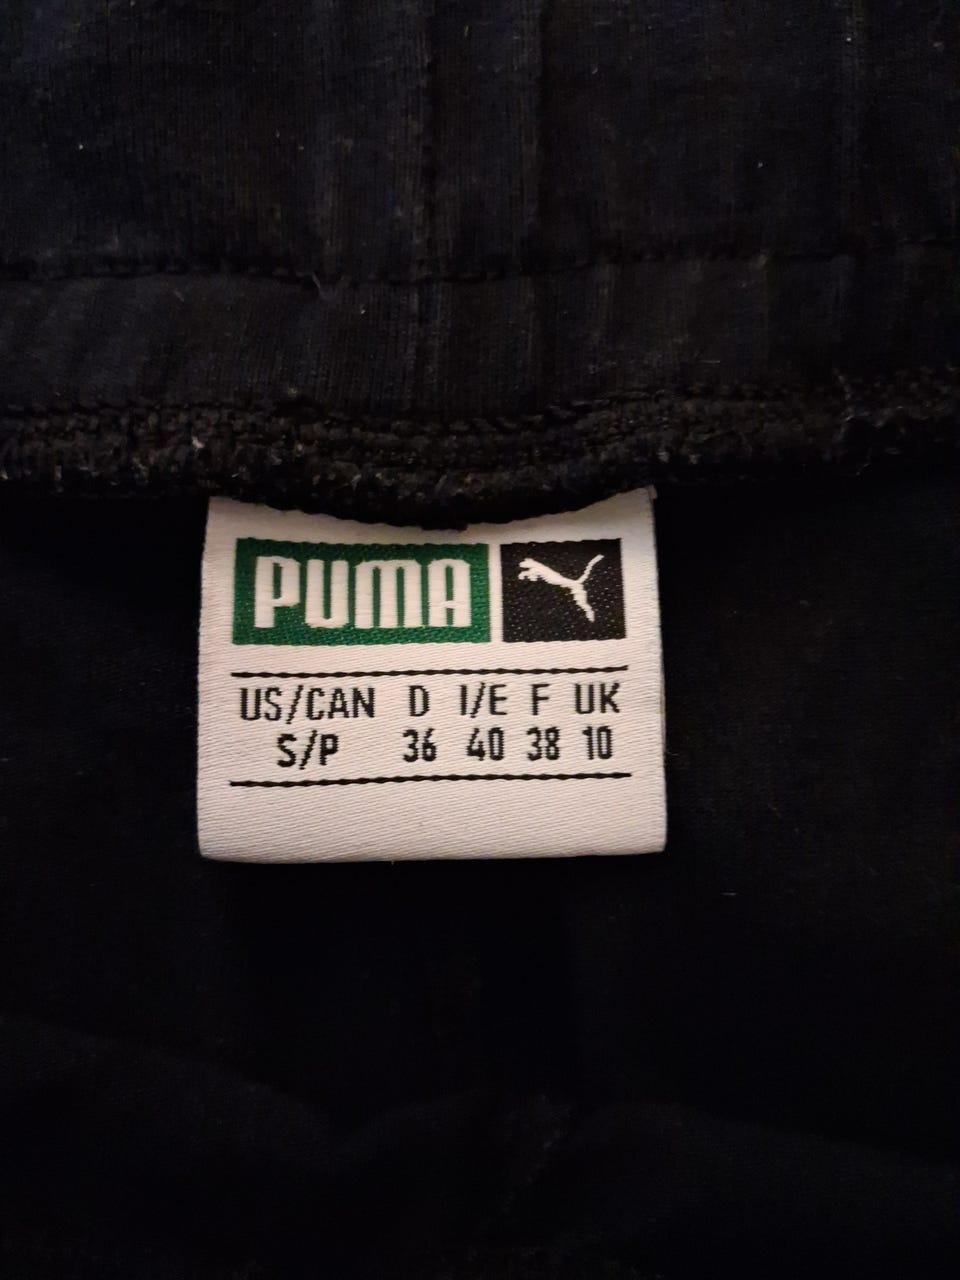 PUMA
US/CAN D I/E F UK
S/P 36 40 38 10